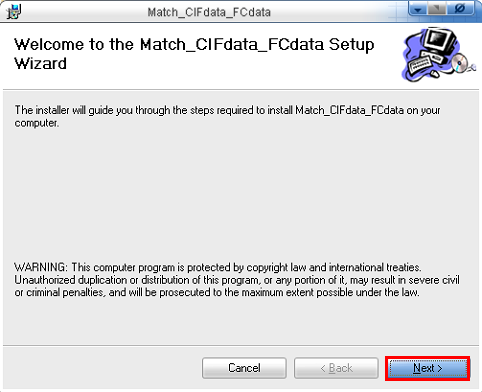 Match_CIFdata_FCdata
Welcome to the Match_CIFdata_FCdata Setup
Wizard
The installer will guide you through the steps required to install Match_CIFdata_FCdata on your
computer.
WARNING: This computer program is protected by copyright law and international treaties.
Unauthorized duplication or distribution of this program, or any portion of it, may result in severe civil
or criminal penalties, and will be prosecuted to the maximum extent possible under the law.
Cancel
< Back
Next >